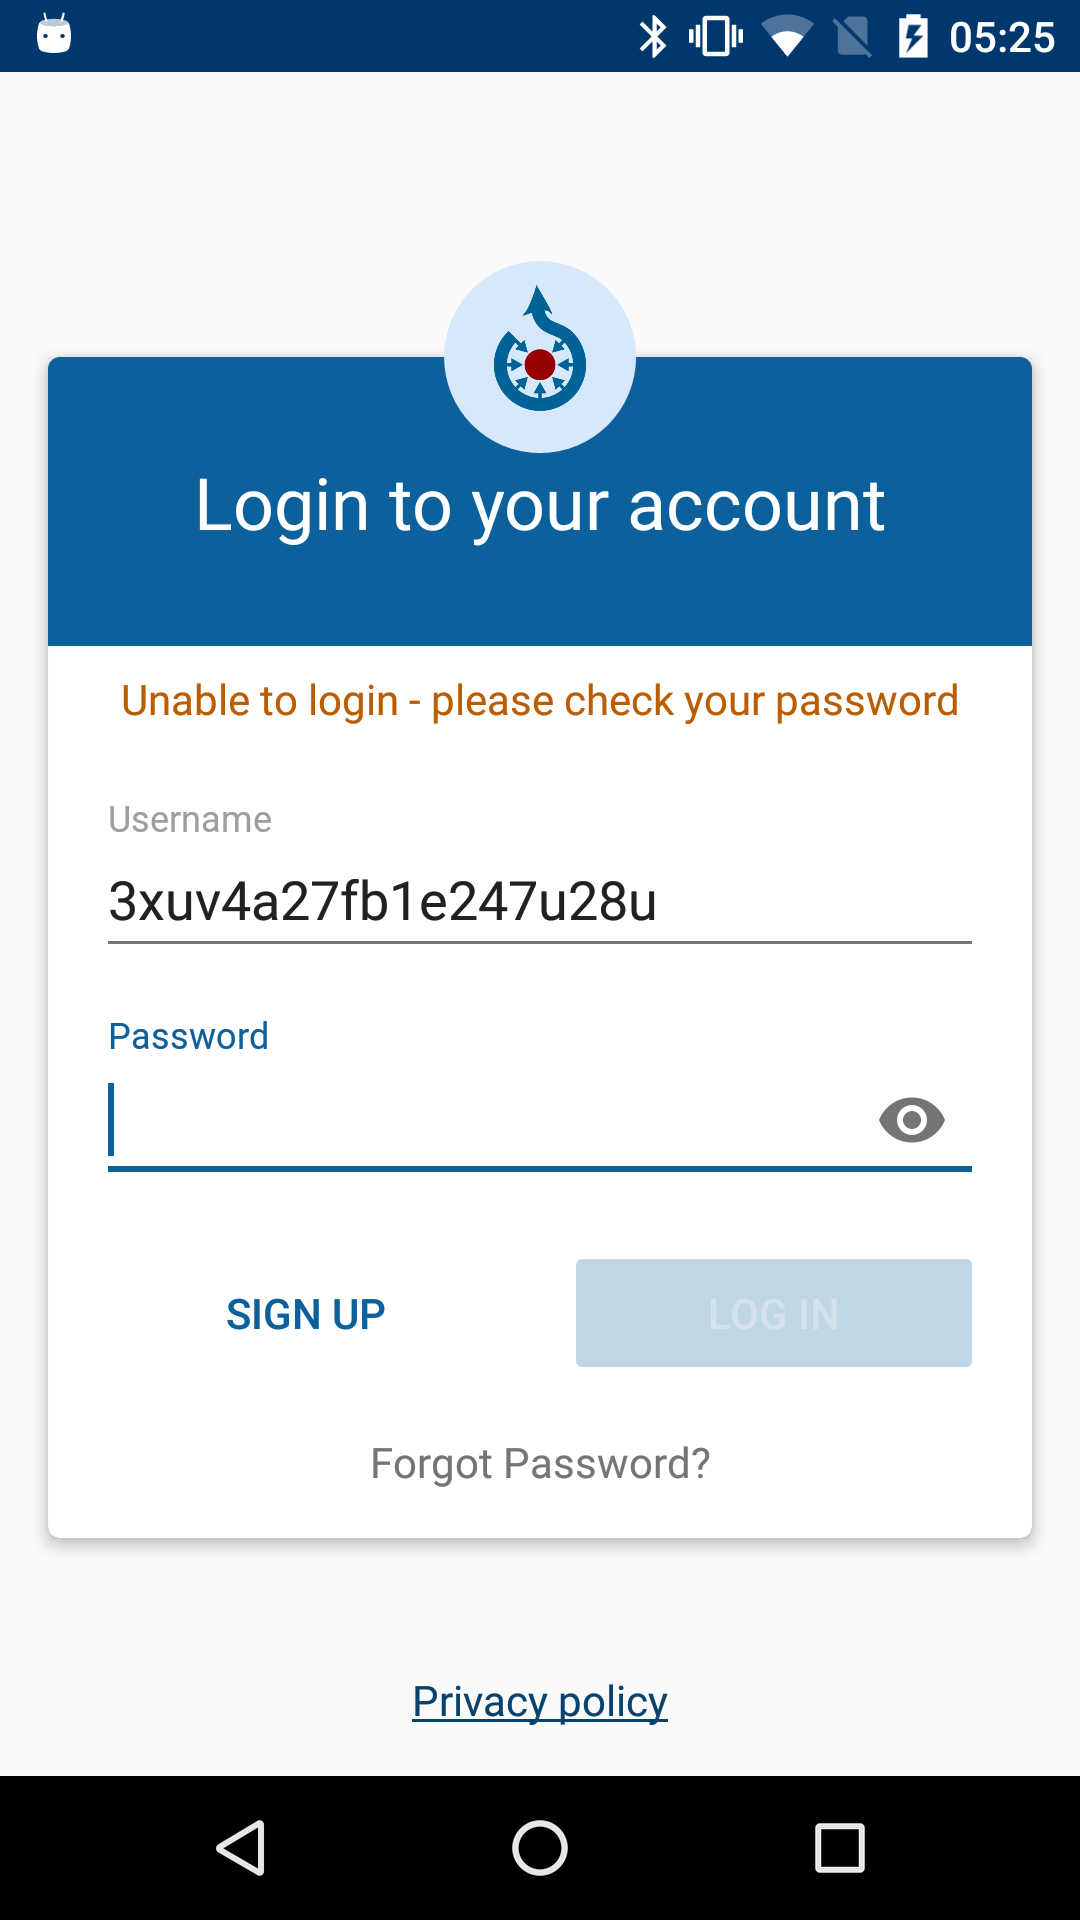 05:25
Login to your account
Unable to login - please check your password
Username
3xuv4a27fb1e247u28u
Password
SIGN UP
LOG IN
Forgot Password?
Privacy policy